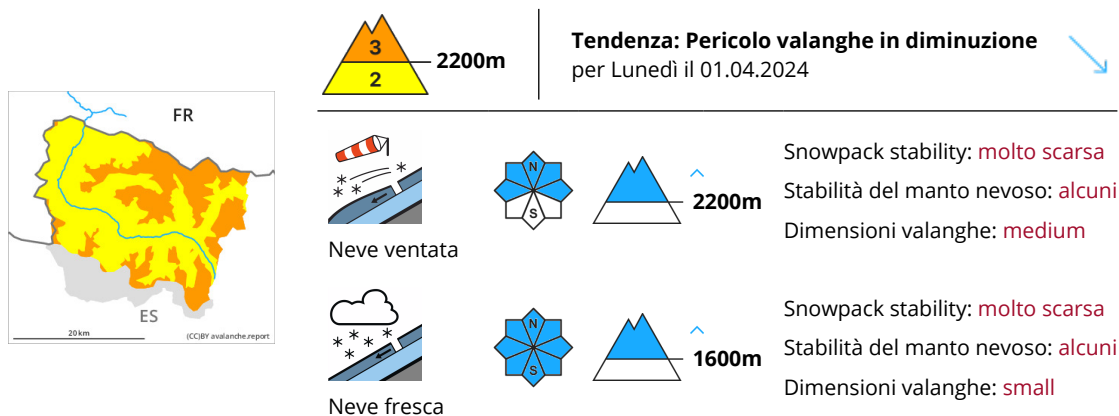 3
2
2200m
Tendenza: Pericolo valanghe in diminuzione
per Lunedì il 01.04.2024
FR
ES
20 km
(CC)BY avalanche.report
Neve ventata
N
S
2200m
Snowpack stability: molto scarsa
Stabilità del manto nevoso: alcuni
Dimensioni valanghe: medium
Neve fresca
N
S
1600m
Snowpack stability: molto scarsa
Stabilità del manto nevoso: alcuni
Dimensioni valanghe: small